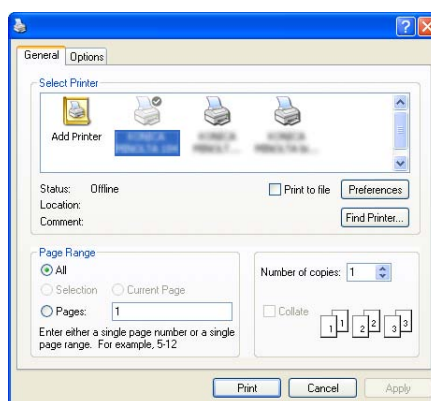 General Options
Select Printer
Add Printer
Status: Offline
Location:
Comment:
Print to file
Preferences
Find Printer...
Page Range
All
Selection Current Page
Pages: 1
Enter either a single page number or a single
page range. For example, 5-12
Number of copies: 1
Collate
1 1 2 2 3 3
Print Cancel Apply